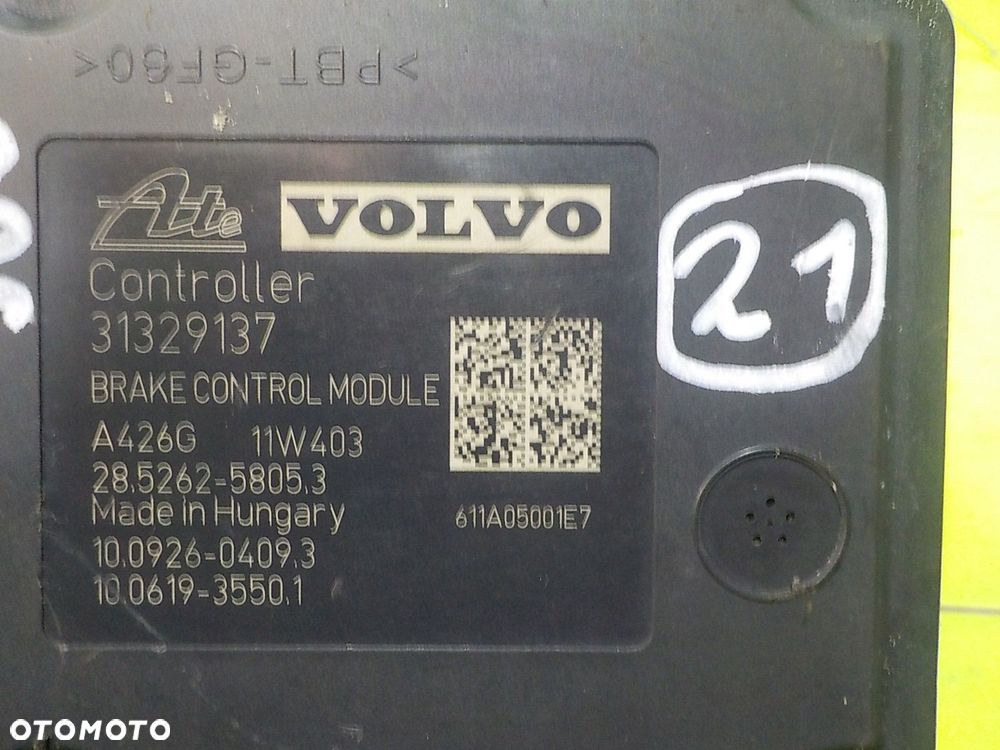 >PBT-GF60<
Ate VOLVO
Controller
31329137
BRAKE CONTROL MODULE
A426G 11W403
28.5262-5805.3
Made in Hungary
611A05001E7
10.0926-0409.3
10.0619-3550.1
21
OTOMOTO